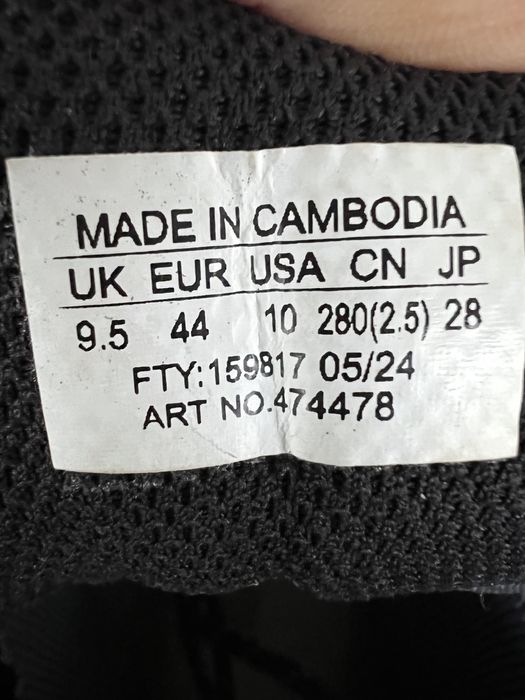 MADE IN CAMBODIA
UK EUR USA CN JP
9.5 44 10 280(2.5) 28
FTY:159817 05/24
ART NO.474478